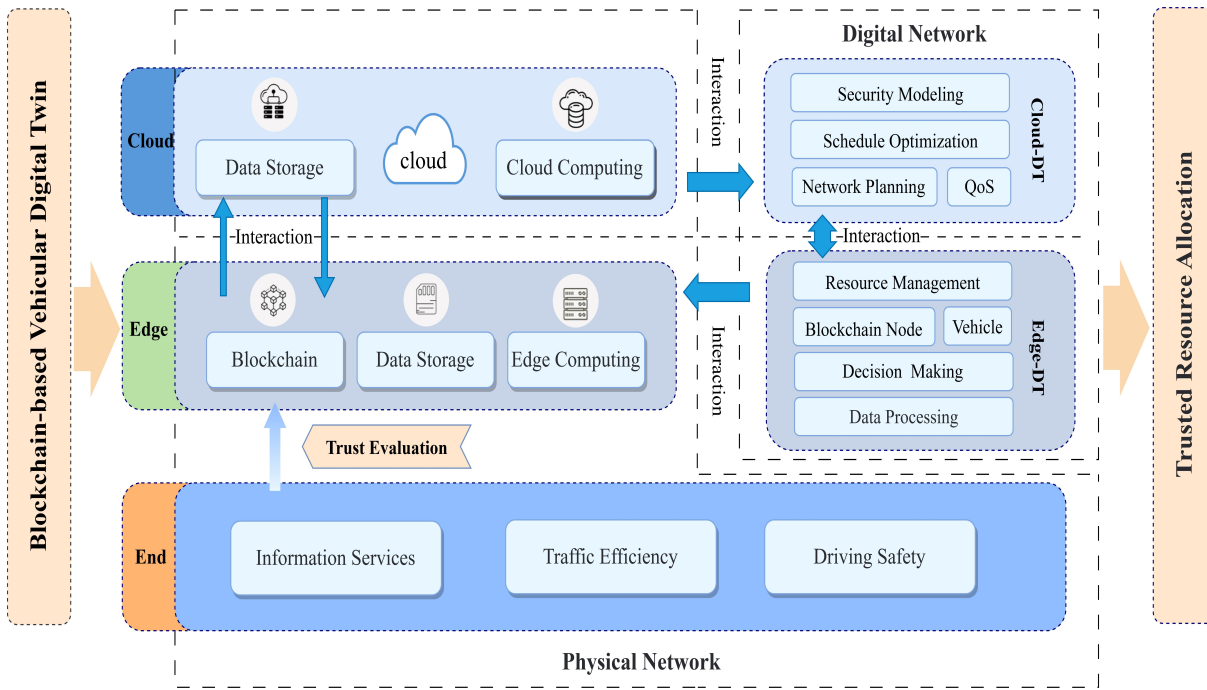 Blockchain-based Vehicular Digital Twin
Cloud
Data Storage
cloud
Cloud Computing
Interaction
Interaction
Digital Network
Security Modeling
Schedule Optimization
Network Planning
QoS
Cloud-DT
Interaction
Edge
Blockchain
Data Storage
Edge Computing
Interaction
Resource Management
Blockchain Node
Vehicle
Decision Making
Data Processing
Edge-DT
Trust Evaluation
End
Information Services
Traffic Efficiency
Driving Safety
Physical Network
Trusted Resource Allocation